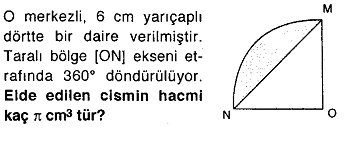 O merkezli, 6 cm yarıçaplı
dörtte bir daire verilmiştir.
Taralı bölge [ON] ekseni et-
rafında 360° döndürülüyor.
Elde edilen cismin hacmi
kaç π cm³ tür?
M
N
O